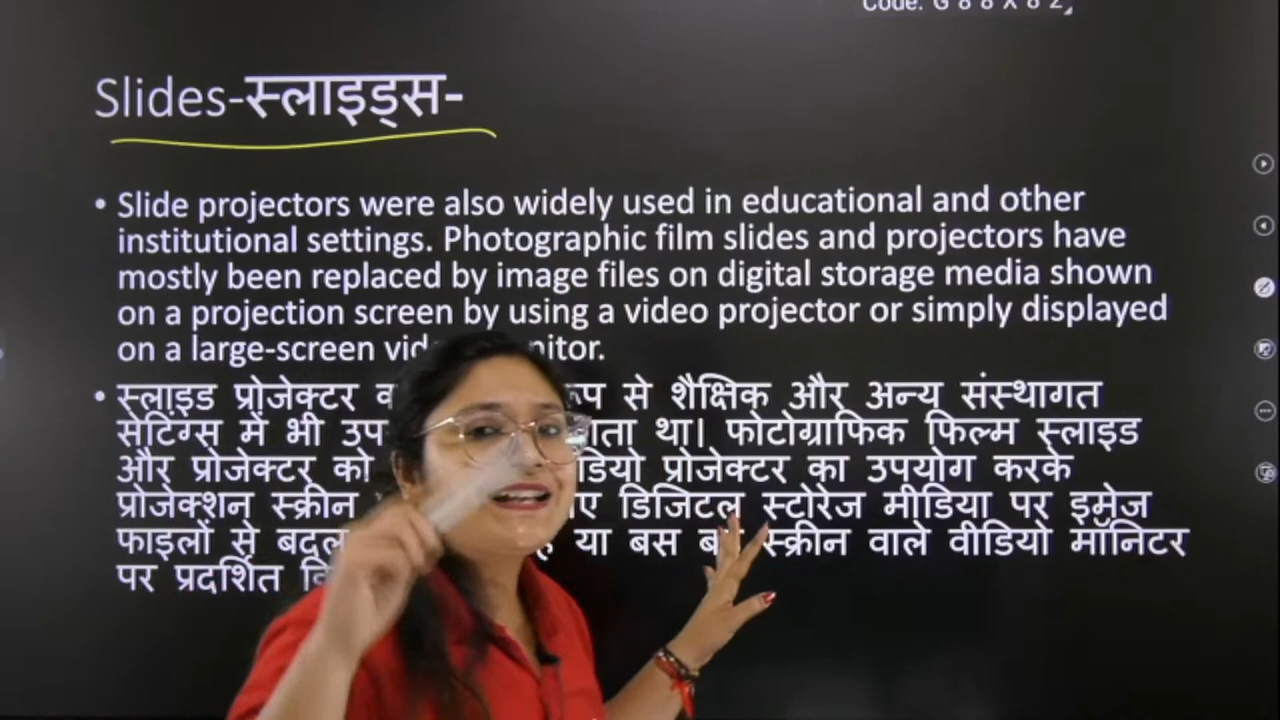 Code: G 8 8 X 8 2
Slides-स्लाइड्स-
• Slide projectors were also widely used in educational and other
institutional settings. Photographic film slides and projectors have
mostly been replaced by image files on digital storage media shown
on a projection screen by using a video projector or simply displayed
on a large-screen
• स्लाइड प्रोजेक्टर से शैक्षिक और अन्य संस्थागत
सेटिंग्स में भी था। फोटोग्राफिक फिल्म स्लाइड
और प्रोजेक्टर को प्रोजेक्टर का उपयोग करके
प्रोजेक्शन स्क्रीन डिजिटल स्टोरेज मीडिया पर इमेज
फाइलों से या बस स्क्रीन वाले वीडियो मॉनिटर
पर प्रदर्शित